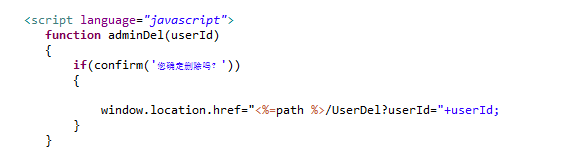 <script language="javascript">
function adminDel(userId)
{
if(confirm('您确定删除吗？'))
{
window.location.href="<%=path %>/UserDel?userId="+userId;
}
}